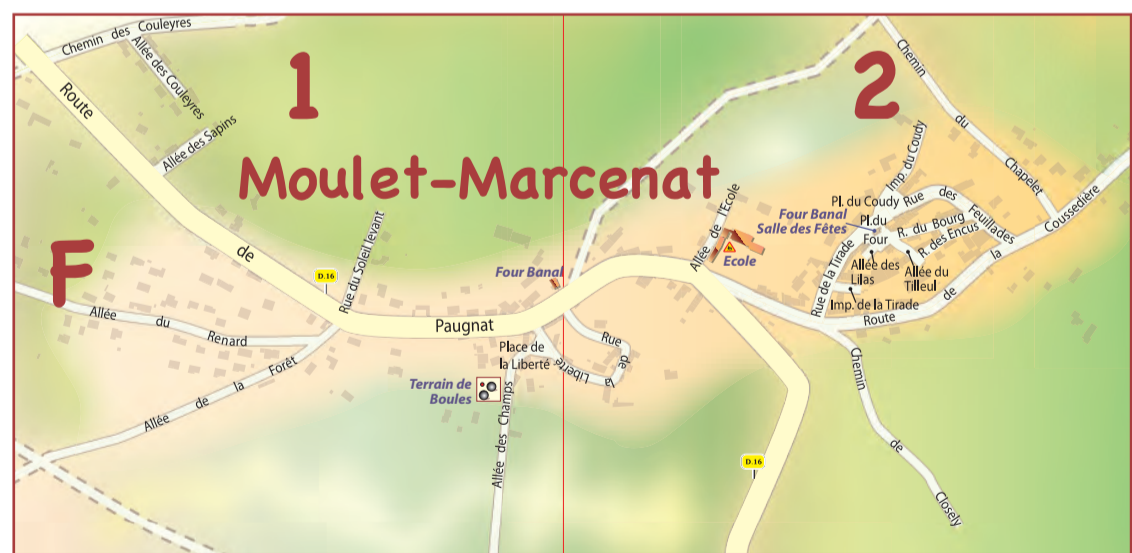 Chemin des Couleyres
Allée des Couleyres
Allée des Sapins
Route de Paugnat
1
2
Moulet-Marcenat
F
D.16
Rue du Soleil levant
Four Banal
Allée du Renard
Allée de la Forêt
Place de
la Liberté
Rue de la Liberté
Terrain de
Boules
Allée des Champs
Allée de l'Ecole
Ecole
Chemin du Chapeler
Imp. du Coudy
Pl. du Coudy
Rue des Feuillades
Four Banal
Salle des Fêtes
Pl.du
Four
R. du Bourg
R. des Encus
Rue de la Tirade
Allée des
Lilas
Allée du
Tilleul
Imp. de la Tirade
Route de la Coussedière
Chemin de Closely
D.16